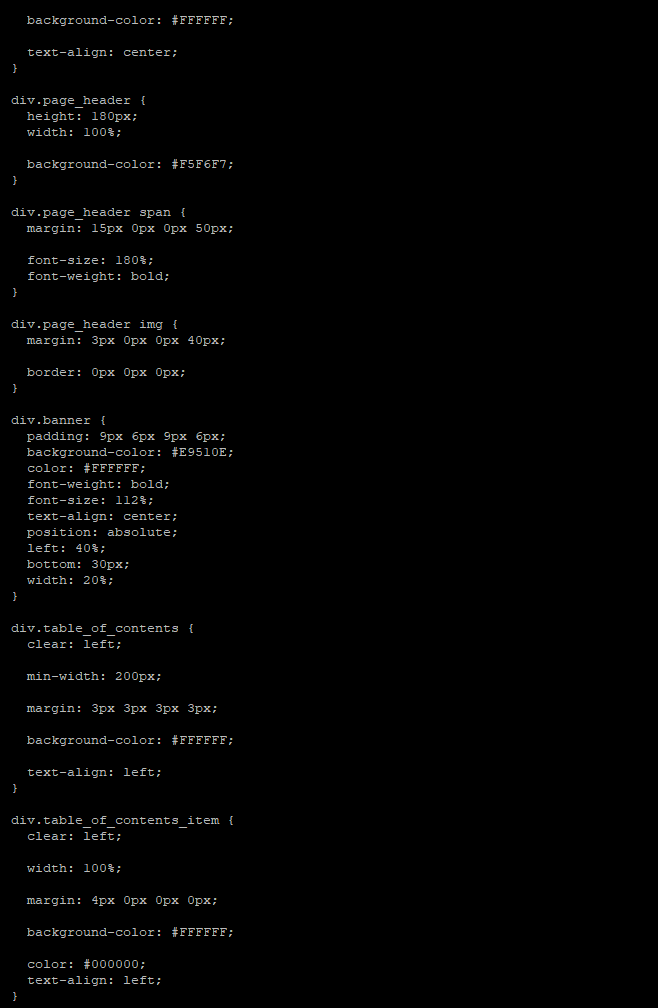 background-color: #FFFFFF;
text-align: center;
}
div.page_header {
height: 180px;
width: 100%;
background-color: #F5F6F7;
}
div.page_header span {
margin: 15px 0px 0px 50px;
font-size: 180%;
font-weight: bold;
}
div.page_header img {
margin: 3px 0px 0px 40px;
border: 0px 0px 0px;
}
div.banner {
padding: 9px 6px 9px 6px;
background-color: #E9510E;
color: #FFFFFF;
font-weight: bold;
font-size: 112%;
text-align: center;
position: absolute;
left: 40%;
bottom: 30px;
width: 20%;
}
div.table_of_contents {
clear: left;
min-width: 200px;
margin: 3px 3px 3px 3px;
background-color: #FFFFFF;
text-align: left;
}
div.table_of_contents_item {
clear: left;
width: 100%;
margin: 4px 0px 0px 0px;
background-color: #FFFFFF;
color: #000000;
text-align: left;
}